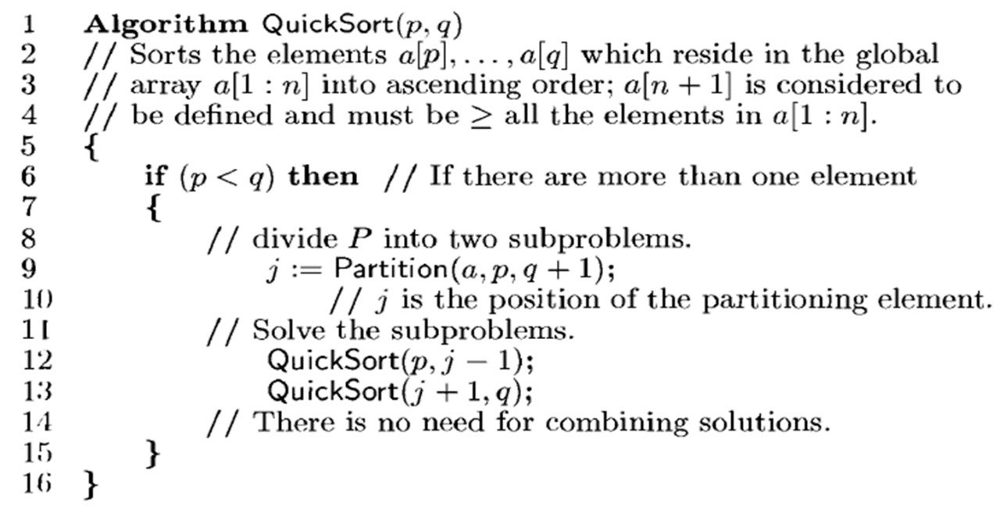 1 Algorithm QuickSort(p, q)
2 // Sorts the elements a[p], . . . , a[q] which reside in the global
3 // array a[1 : n] into ascending order; a[n + 1] is considered to
4 // be defined and must be ≥ all the elements in a[1 : n].
5 {
6 if (p < q) then // If there are more than one element
7 {
8 // divide P into two subproblems.
9 j := Partition(a, p, q + 1);
10 // j is the position of the partitioning element.
11 // Solve the subproblems.
12 QuickSort(p, j − 1);
13 QuickSort(j + 1, q);
14 // There is no need for combining solutions.
15 }
16 }